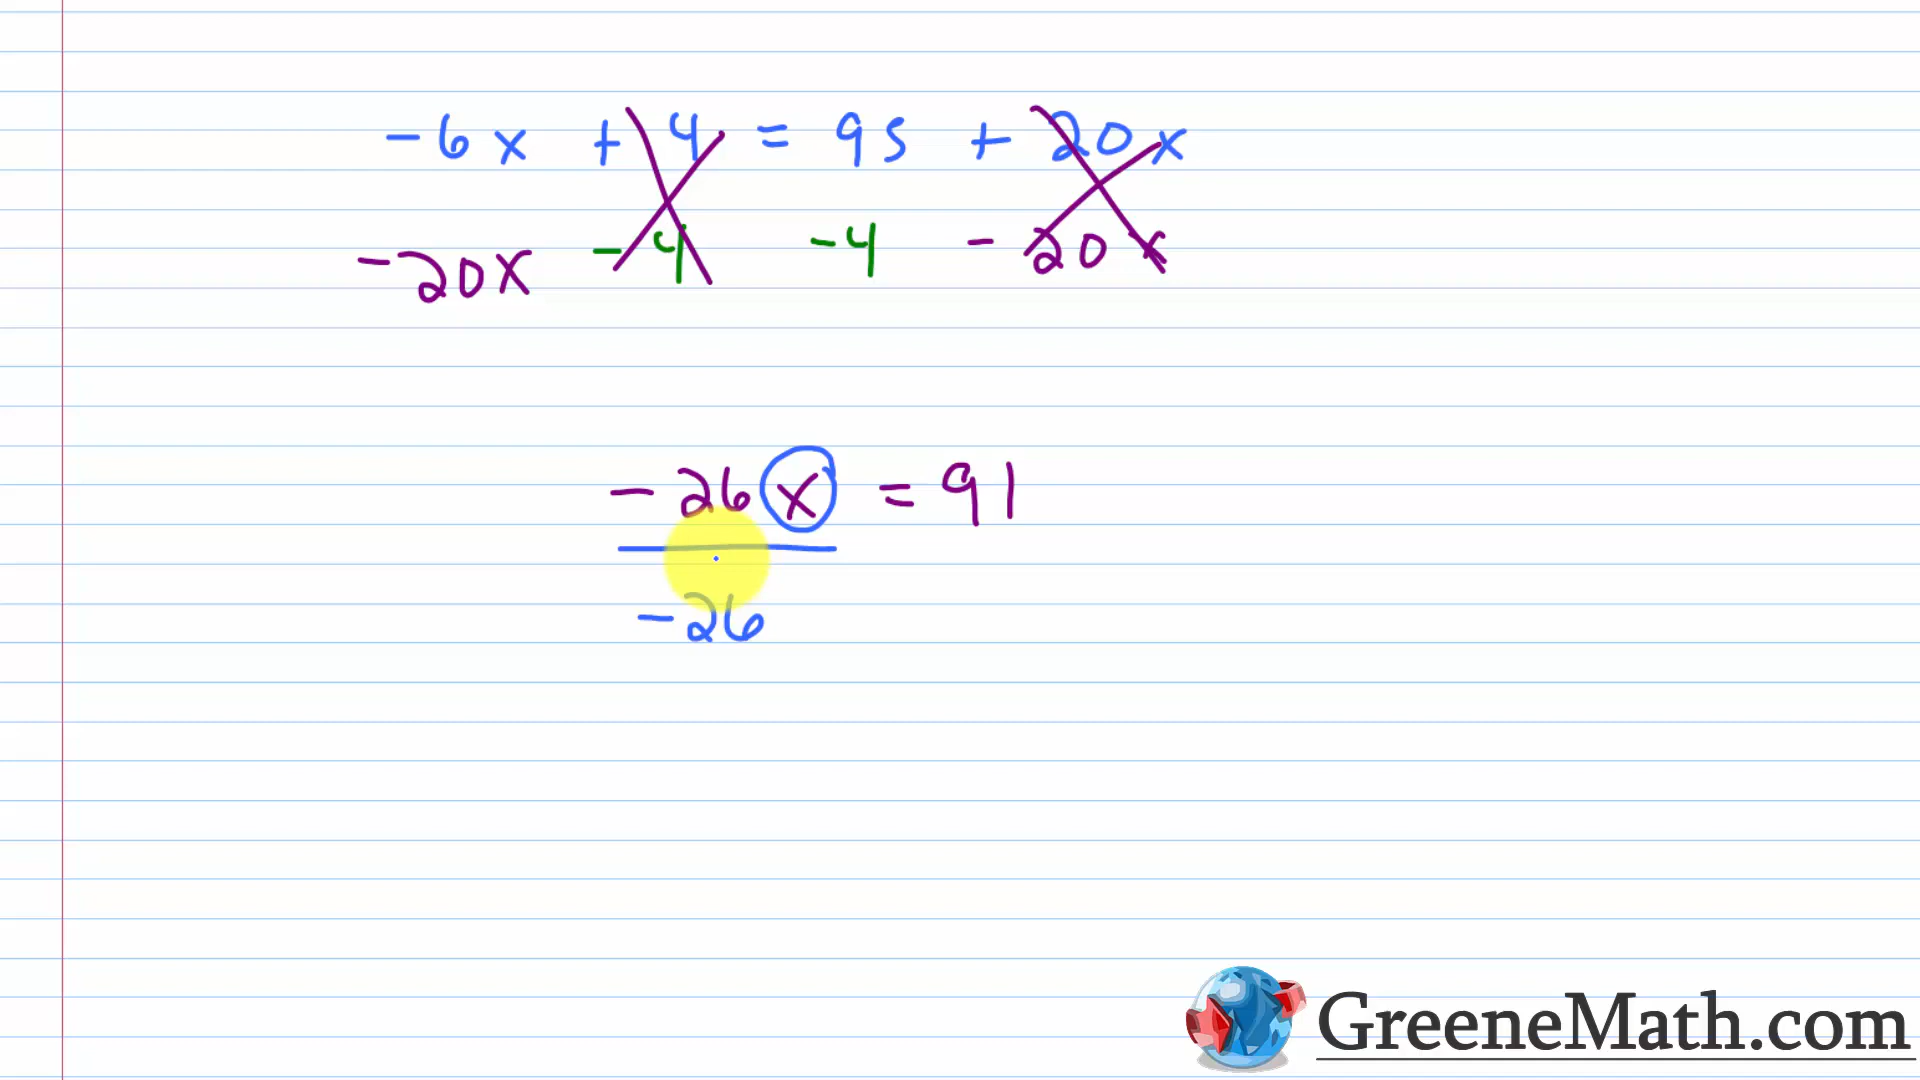 -6x + 4 = 95 + 20x
-20x - 4 -4 - 20x
-26x = 91
-26
GreeneMath.com